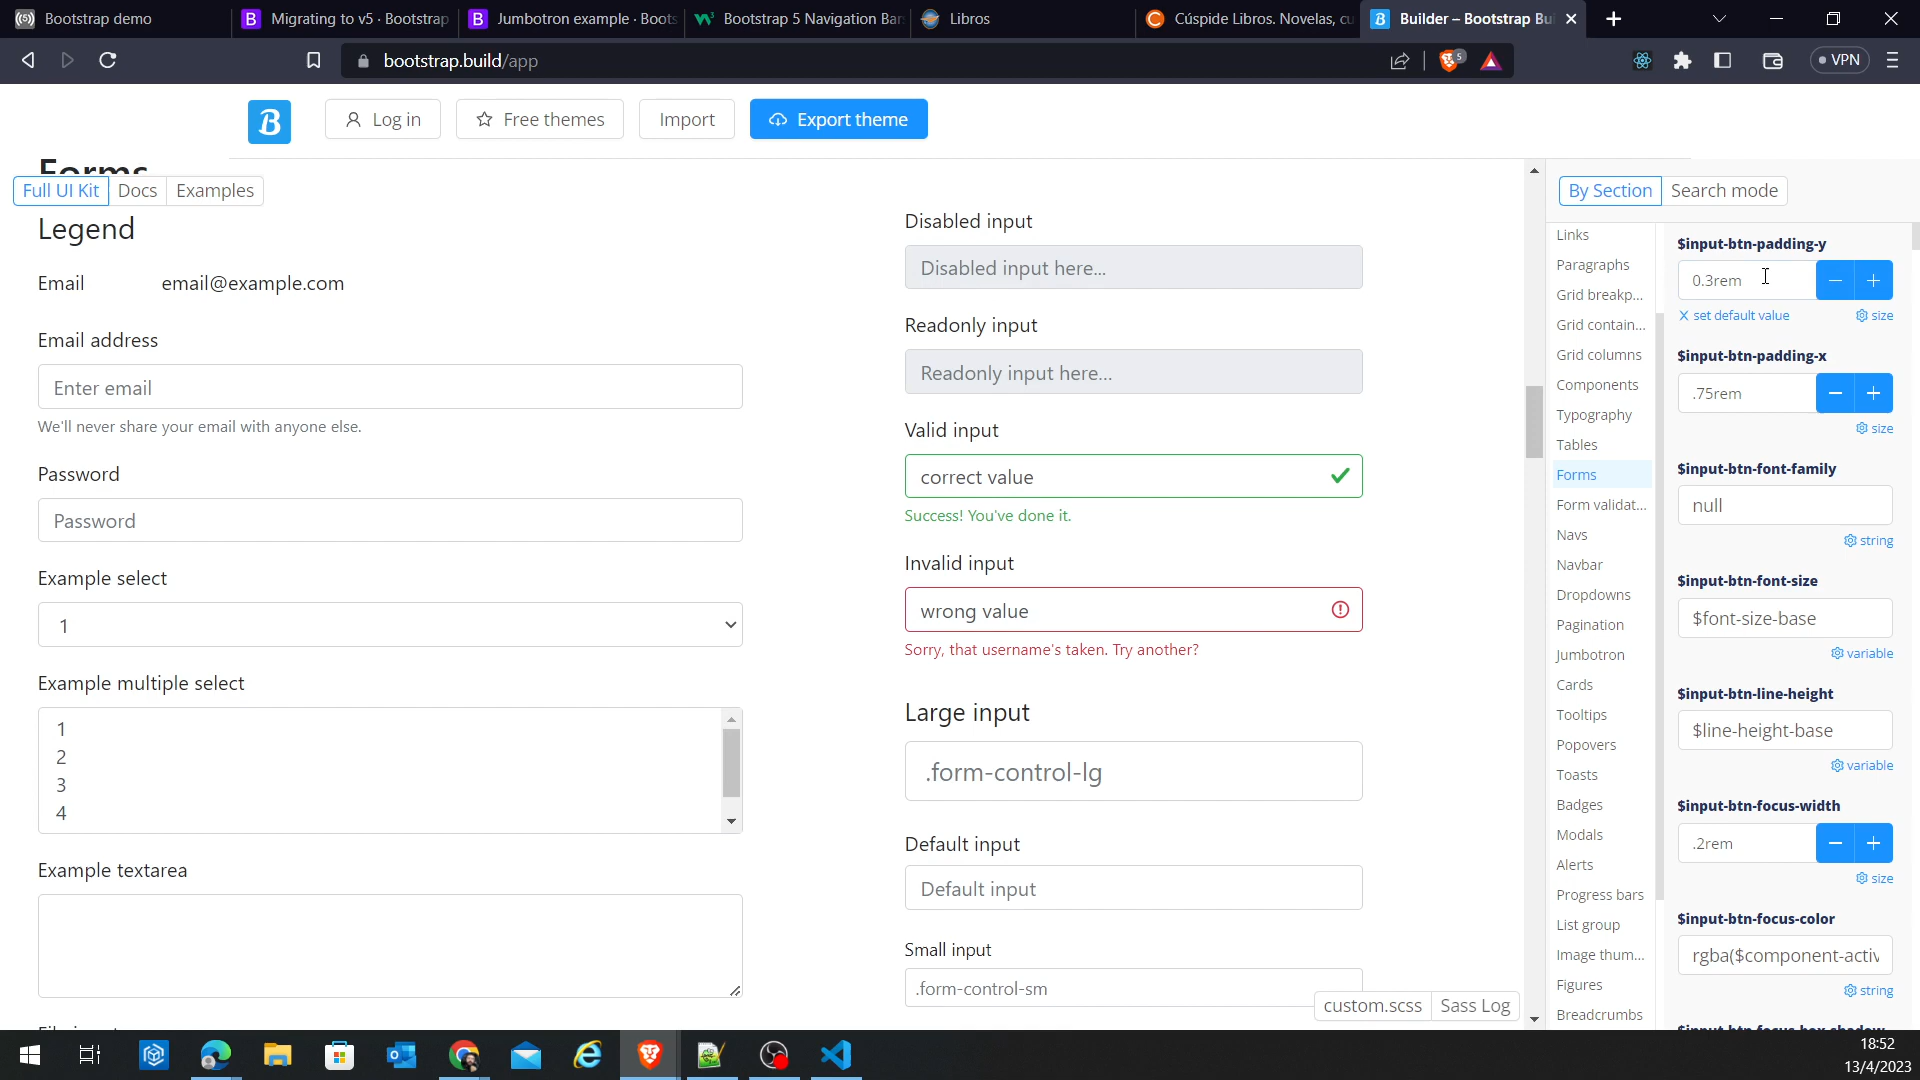 Bootstrap demo
Migrating to v5 · Bootstrap
Jumbotron example · Boots
Bootstrap 5 Navigation Bar
Libros
Cúspide Libros. Novelas, cu
Builder – Bootstrap Bu
bootstrap.build/app
5
VPN
B
Log in
Free themes
Import
Export theme
Forms
Full UI Kit
Docs
Examples
By Section
Search mode
Legend
Email
email@example.com
Email address
Enter email
We'll never share your email with anyone else.
Password
Password
Example select
1
Example multiple select
1
2
3
4
Example textarea
Disabled input
Disabled input here...
Readonly input
Readonly input here...
Valid input
correct value
Success! You've done it.
Invalid input
wrong value
Sorry, that username's taken. Try another?
Large input
.form-control-lg
Default input
Default input
Small input
.form-control-sm
custom.scss
Sass Log
Links
Paragraphs
Grid breakp...
Grid contain...
Grid columns
Components
Typography
Tables
Forms
Form validat...
Navs
Navbar
Dropdowns
Pagination
Jumbotron
Cards
Tooltips
Popovers
Toasts
Badges
Modals
Alerts
Progress bars
List group
Image thum...
Figures
Breadcrumbs
$input-btn-padding-y
0.3rem
set default value
size
$input-btn-padding-x
.75rem
size
$input-btn-font-family
null
string
$input-btn-font-size
$font-size-base
variable
$input-btn-line-height
$line-height-base
variable
$input-btn-focus-width
.2rem
size
$input-btn-focus-color
rgba($component-activ
string
$input-btn-focus-box-shadow
18:52
13/4/2023